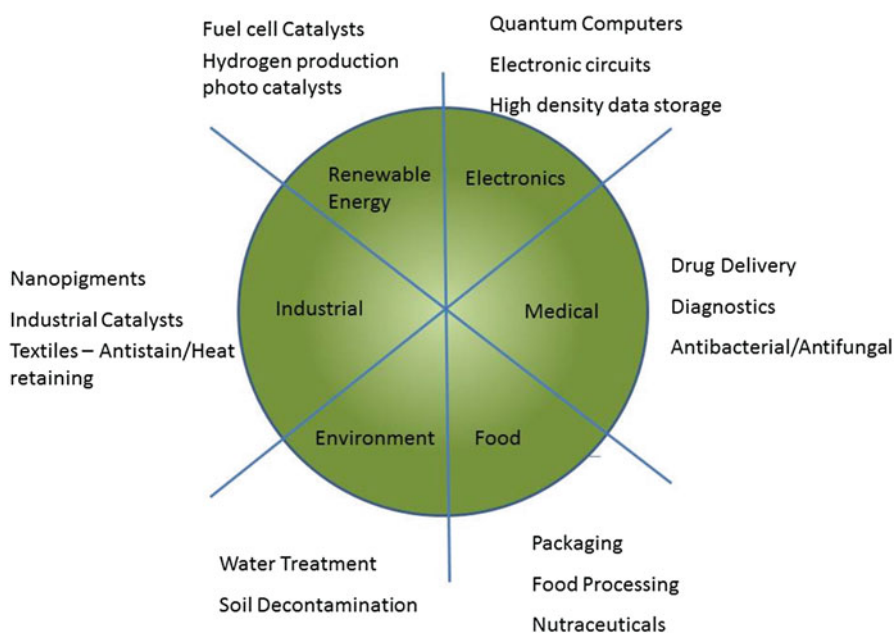 Fuel cell Catalysts
Hydrogen production
photo catalysts
Quantum Computers
Electronic circuits
High density data storage
Renewable
Energy
Electronics
Nanopigments
Industrial Catalysts
Textiles – Antistain/Heat
retaining
Industrial
Medical
Drug Delivery
Diagnostics
Antibacterial/Antifungal
Environment
Food
Water Treatment
Soil Decontamination
Packaging
Food Processing
Nutraceuticals